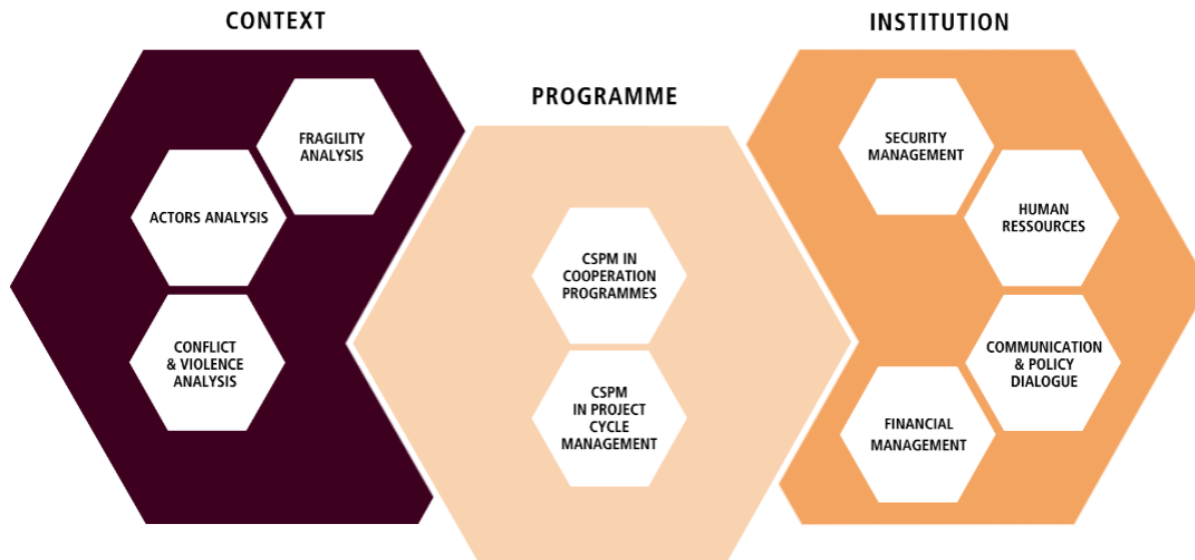 CONTEXT
FRAGILITY
ANALYSIS
ACTORS ANALYSIS
CONFLICT
& VIOLENCE
ANALYSIS
PROGRAMME
CSPM IN
COOPERATION
PROGRAMMES
CSPM
IN PROJECT
CYCLE
MANAGEMENT
INSTITUTION
SECURITY
MANAGEMENT
HUMAN
RESSOURCES
COMMUNICATION
& POLICY
DIALOGUE
FINANCIAL
MANAGEMENT